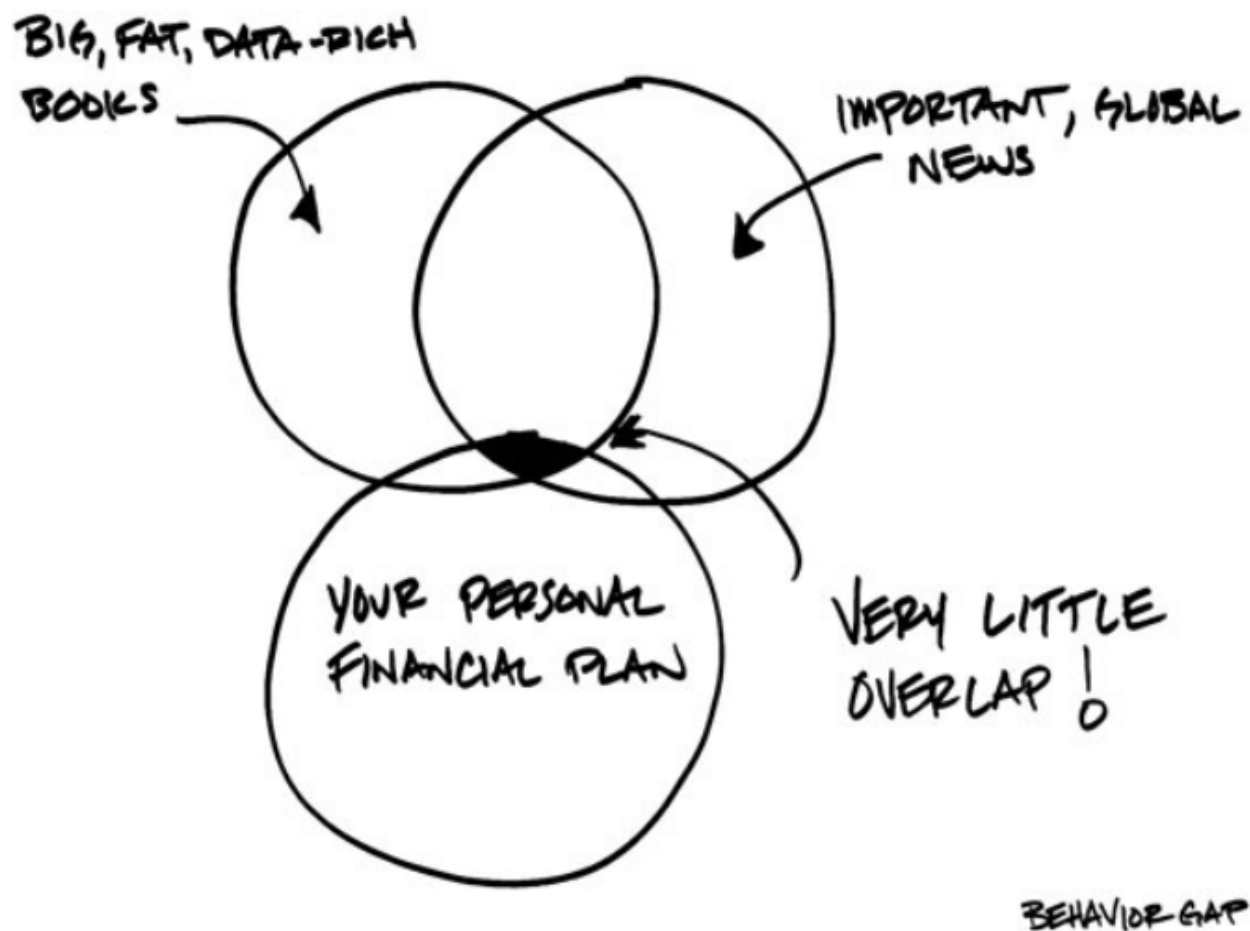 BIG, FAT, DATA-RICH
BOOKS
IMPORTANT, GLOBAL
NEWS
YOUR PERSONAL
FINANCIAL PLAN
VERY LITTLE
OVERLAP!
BEHAVIOR GAP